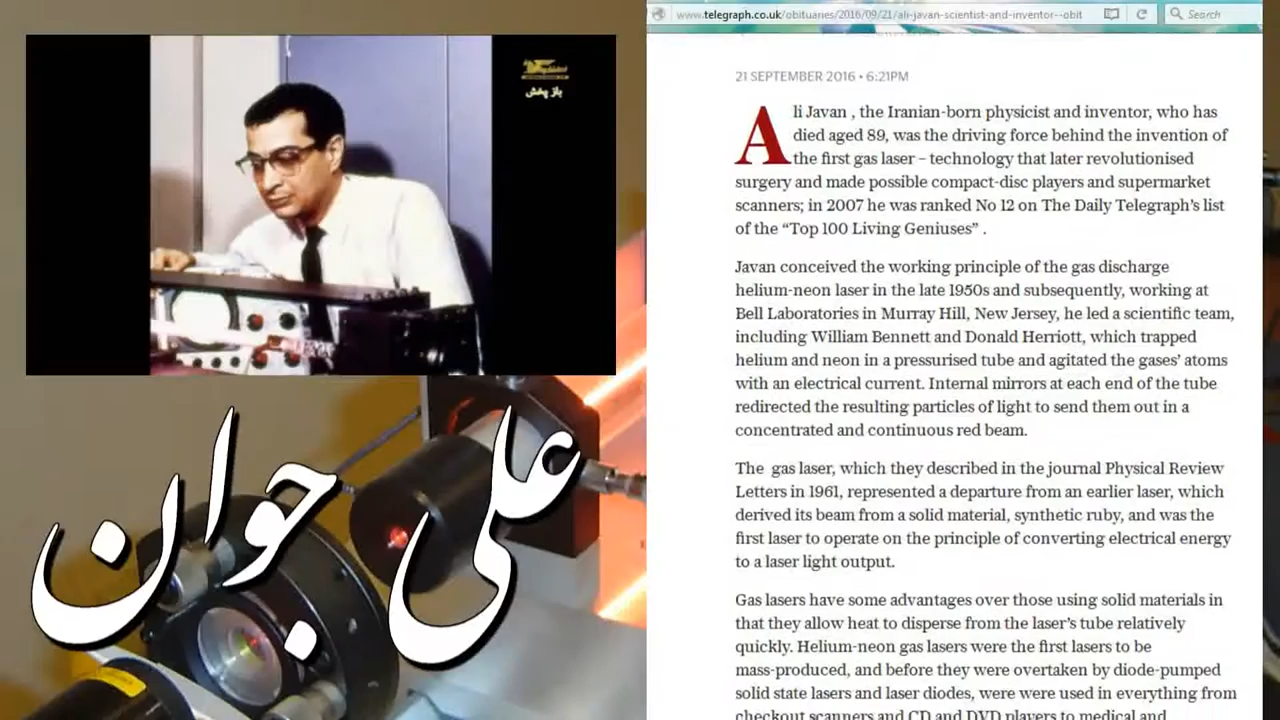 باز پخش
علی جوان
www.telegraph.co.uk/obituaries/2016/09/21/ali-javan-scientist-and-inventor--obit
Search
21 SEPTEMBER 2016 • 6:21PM
Ali Javan , the Iranian-born physicist and inventor, who has
died aged 89, was the driving force behind the invention of
the first gas laser – technology that later revolutionised
surgery and made possible compact-disc players and supermarket
scanners; in 2007 he was ranked No 12 on The Daily Telegraph’s list
of the “Top 100 Living Geniuses” .
Javan conceived the working principle of the gas discharge
helium-neon laser in the late 1950s and subsequently, working at
Bell Laboratories in Murray Hill, New Jersey, he led a scientific team,
including William Bennett and Donald Herriott, which trapped
helium and neon in a pressurised tube and agitated the gases’ atoms
with an electrical current. Internal mirrors at each end of the tube
redirected the resulting particles of light to send them out in a
concentrated and continuous red beam.
The gas laser, which they described in the journal Physical Review
Letters in 1961, represented a departure from an earlier laser, which
derived its beam from a solid material, synthetic ruby, and was the
first laser to operate on the principle of converting electrical energy
to a laser light output.
Gas lasers have some advantages over those using solid materials in
that they allow heat to disperse from the laser’s tube relatively
quickly. Helium-neon gas lasers were the first lasers to be
mass-produced, and before they were overtaken by diode-pumped
solid state lasers and laser diodes, were were used in everything from
checkout scanners and CD and DVD players to medical and